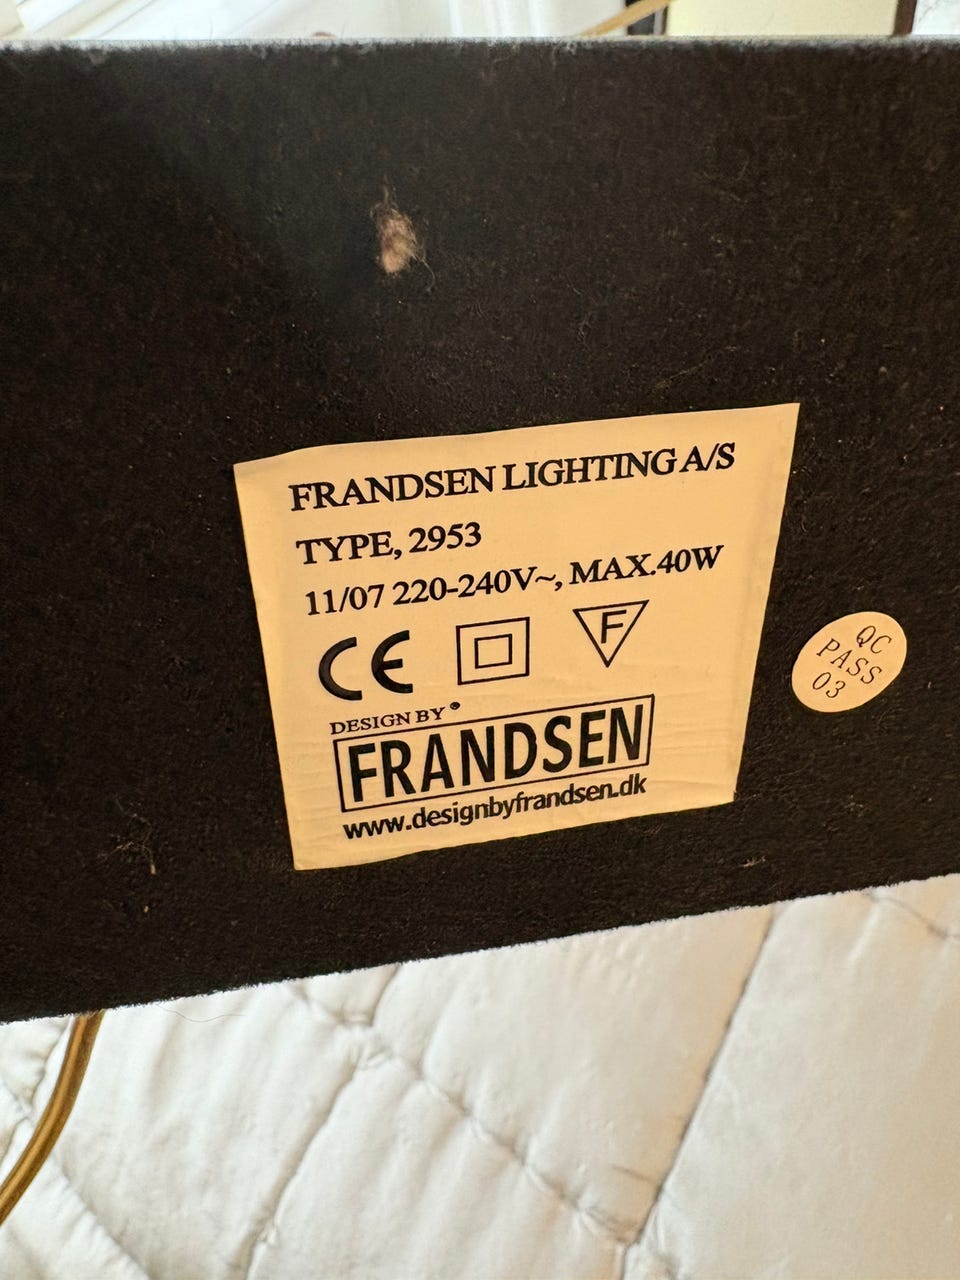 FRANDSEN LIGHTING A/S
TYPE, 2953
11/07 220-240V~, MAX.40W
CE
F
DESIGN BY ®
FRANDSEN
www.designbyfrandsen.dk
QC
PASS
03